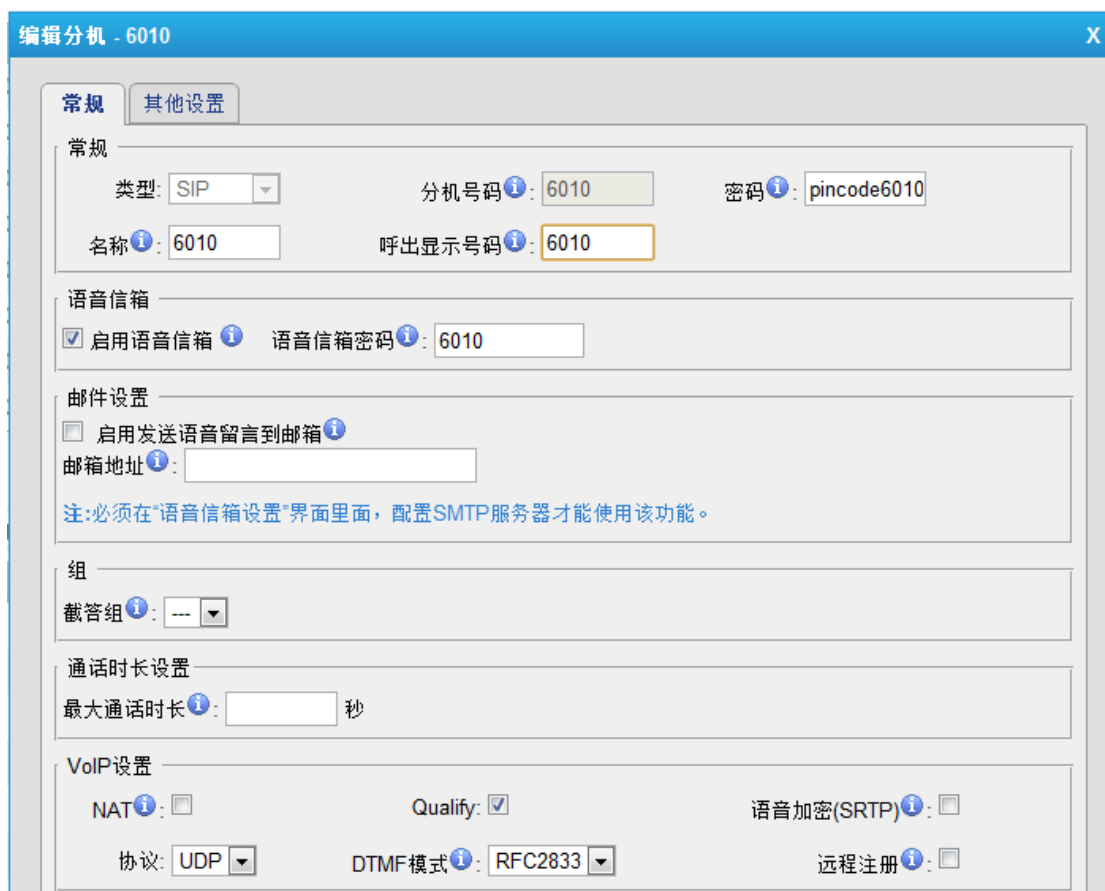 编辑分机 - 6010 X
常规 其他设置
常规
类型: SIP 分机号码: 6010 密码: pincode6010
名称: 6010 呼出显示号码: 6010
语音信箱
启用语音信箱 语音信箱密码: 6010
邮件设置
启用发送语音留言到邮箱
邮箱地址:
注:必须在“语音信箱设置”界面里面，配置SMTP服务器才能使用该功能。
组
截答组: ---
通话时长设置
最大通话时长: 秒
VoIP设置
NAT: Qualify: 语音加密(SRTP):
协议: UDP DTMF模式: RFC2833 远程注册: